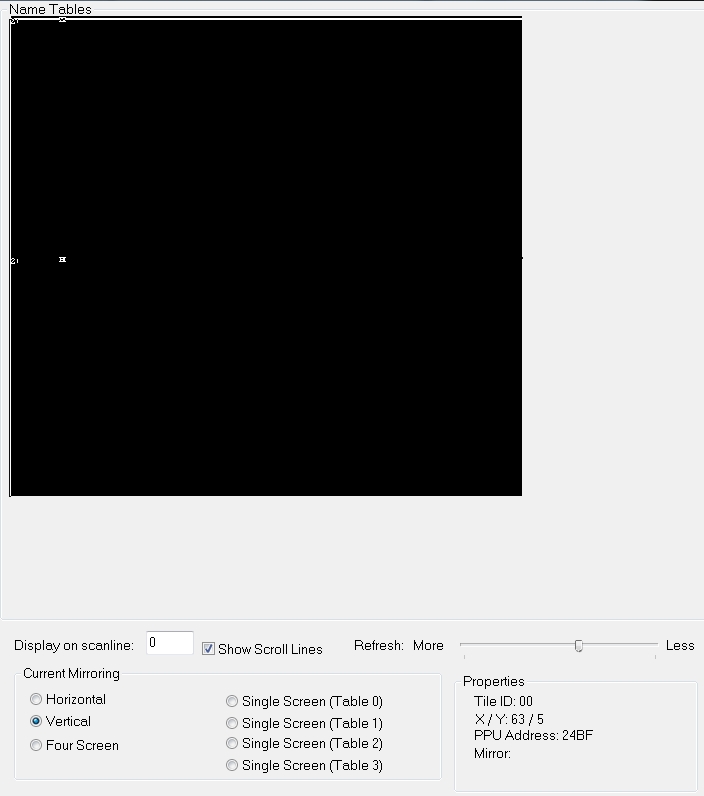 Name Tables
Display on scanline: 0
Show Scroll Lines
Refresh: More Less
Current Mirroring
Horizontal
Vertical
Four Screen
Single Screen (Table 0)
Single Screen (Table 1)
Single Screen (Table 2)
Single Screen (Table 3)
Properties
Tile ID: 00
X / Y: 63 / 5
PPU Address: 24BF
Mirror: